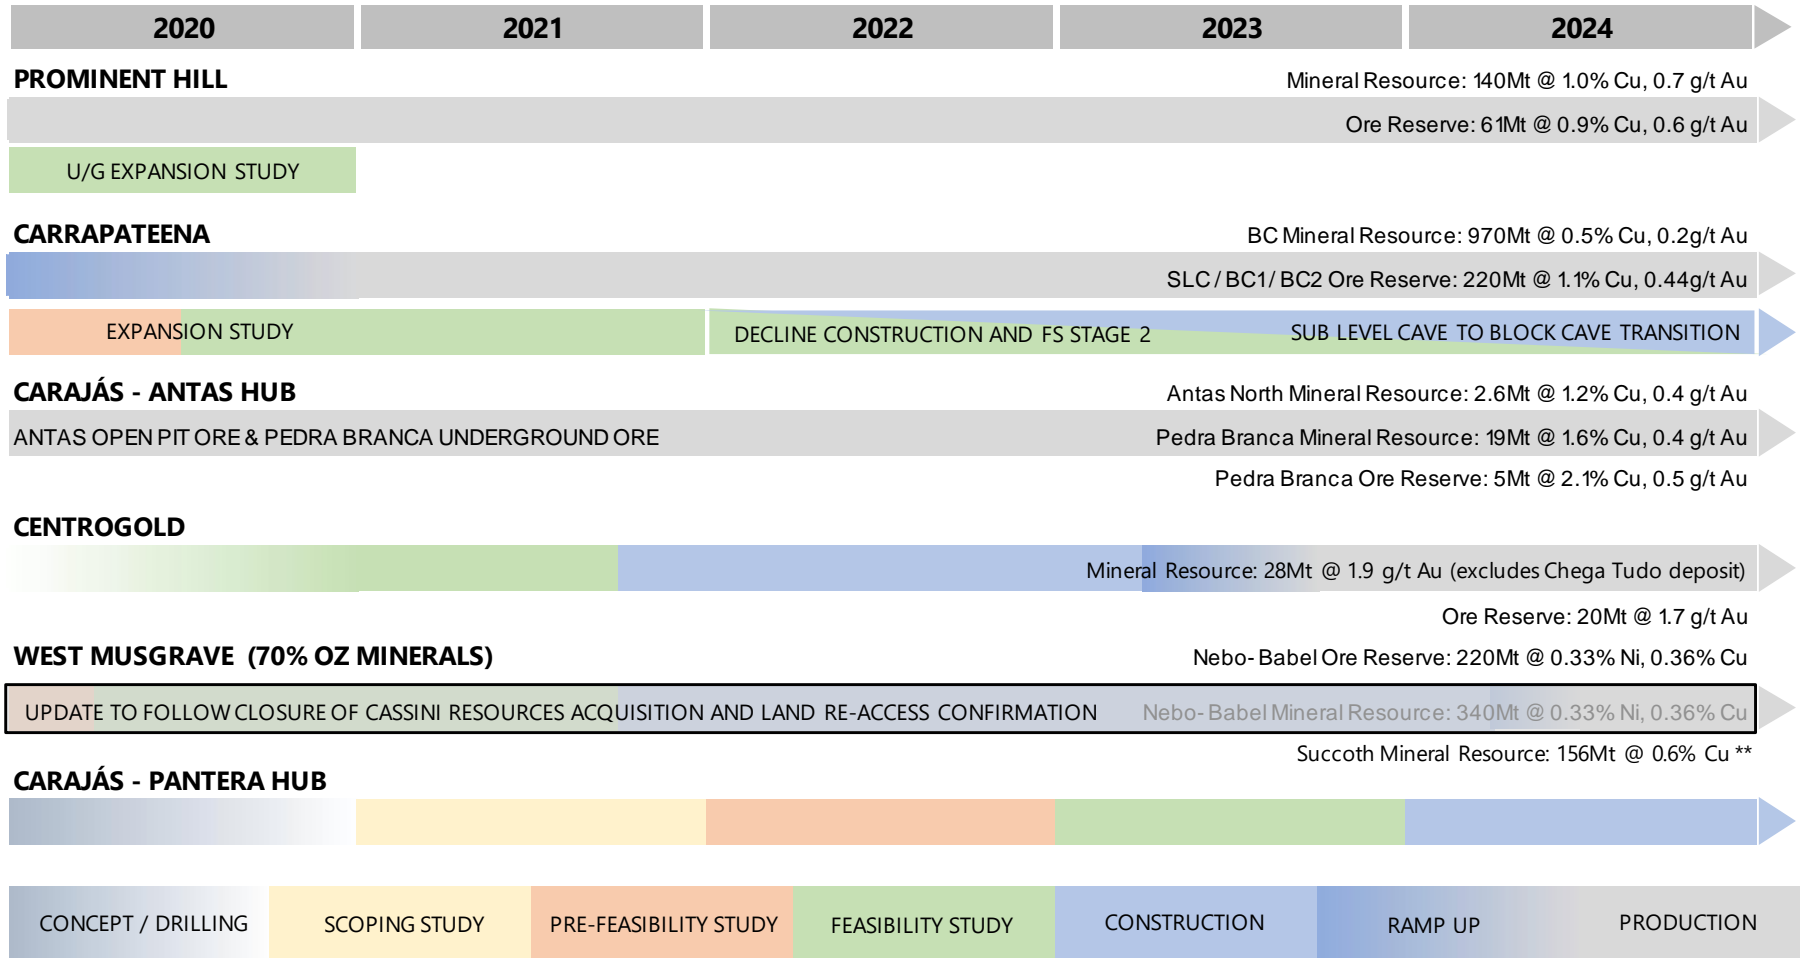 2020 2021 2022 2023 2024
PROMINENT HILL
Mineral Resource: 140Mt @ 1.0% Cu, 0.7 g/t Au
Ore Reserve: 61Mt @ 0.9% Cu, 0.6 g/t Au
U/G EXPANSION STUDY
CARRAPATEENA
BC Mineral Resource: 970Mt @ 0.5% Cu, 0.2g/t Au
SLC / BC1/ BC2 Ore Reserve: 220Mt @ 1.1% Cu, 0.44g/t Au
EXPANSION STUDY
DECLINE CONSTRUCTION AND FS STAGE 2
SUB LEVEL CAVE TO BLOCK CAVE TRANSITION
CARAJÁS - ANTAS HUB
Antas North Mineral Resource: 2.6Mt @ 1.2% Cu, 0.4 g/t Au
ANTAS OPEN PIT ORE & PEDRA BRANCA UNDERGROUND ORE
Pedra Branca Mineral Resource: 19Mt @ 1.6% Cu, 0.4 g/t Au
Pedra Branca Ore Reserve: 5Mt @ 2.1% Cu, 0.5 g/t Au
CENTROGOLD
Mineral Resource: 28Mt @ 1.9 g/t Au (excludes Chega Tudo deposit)
Ore Reserve: 20Mt @ 1.7 g/t Au
WEST MUSGRAVE (70% OZ MINERALS)
Nebo-Babel Ore Reserve: 220Mt @ 0.33% Ni, 0.36% Cu
UPDATE TO FOLLOW CLOSURE OF CASSINI RESOURCES ACQUISITION AND LAND RE-ACCESS CONFIRMATION
Nebo-Babel Mineral Resource: 340Mt @ 0.33% Ni, 0.36% Cu
Succoth Mineral Resource: 156Mt @ 0.6% Cu **
CARAJÁS - PANTERA HUB
CONCEPT / DRILLING
SCOPING STUDY
PRE-FEASIBILITY STUDY
FEASIBILITY STUDY
CONSTRUCTION
RAMP UP
PRODUCTION